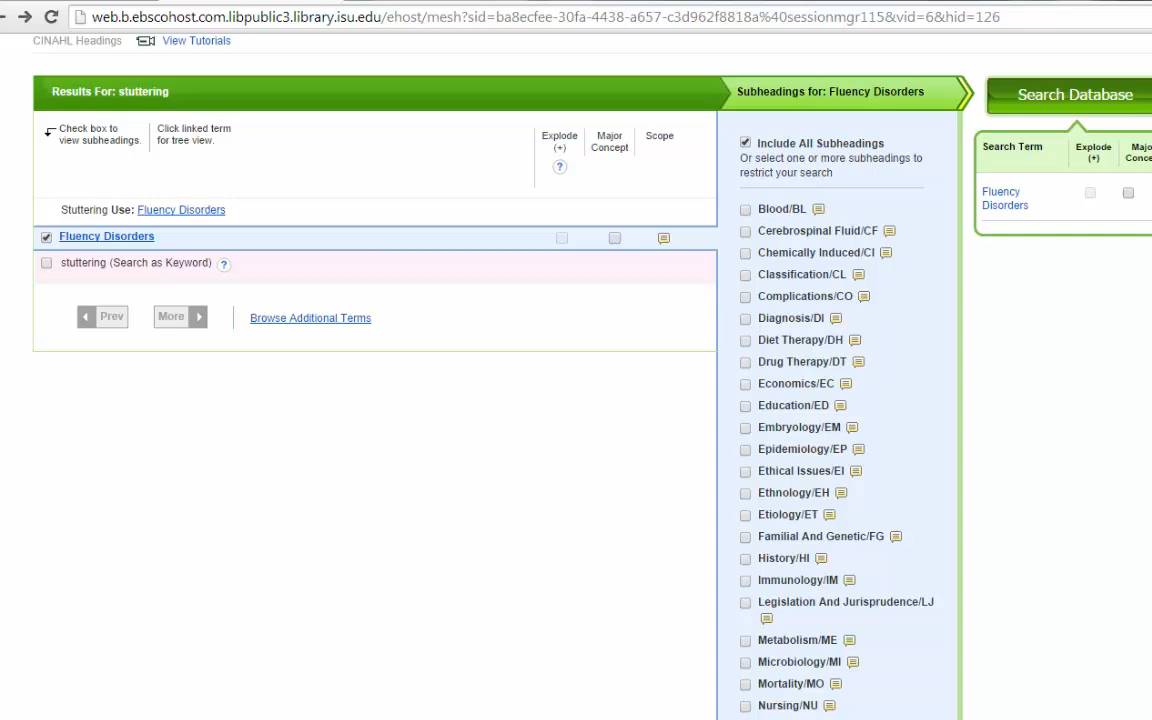 web.b.ebscohost.com.libpublic3.library.isu.edu/ehost/mesh?sid=ba8ecfee-30fa-4438-a657-c3d962f8818a%40sessionmgr115&vid=6&hid=126
CINAHL Headings View Tutorials
Results For: stuttering
Subheadings for: Fluency Disorders
Search Database
Check box to
view subheadings.
Click linked term
for tree view.
Explode
(+)
?
Major
Concept
Scope
Stuttering Use: Fluency Disorders
Fluency Disorders
stuttering (Search as Keyword) ?
Prev More Browse Additional Terms
Include All Subheadings
Or select one or more subheadings to
restrict your search
Blood/BL
Cerebrospinal Fluid/CF
Chemically Induced/CI
Classification/CL
Complications/CO
Diagnosis/DI
Diet Therapy/DH
Drug Therapy/DT
Economics/EC
Education/ED
Embryology/EM
Epidemiology/EP
Ethical Issues/EI
Ethnology/EH
Etiology/ET
Familial And Genetic/FG
History/HI
Immunology/IM
Legislation And Jurisprudence/LJ
Metabolism/ME
Microbiology/MI
Mortality/MO
Nursing/NU
Search Term
Explode
(+)
Majo
Conce
Fluency
Disorders